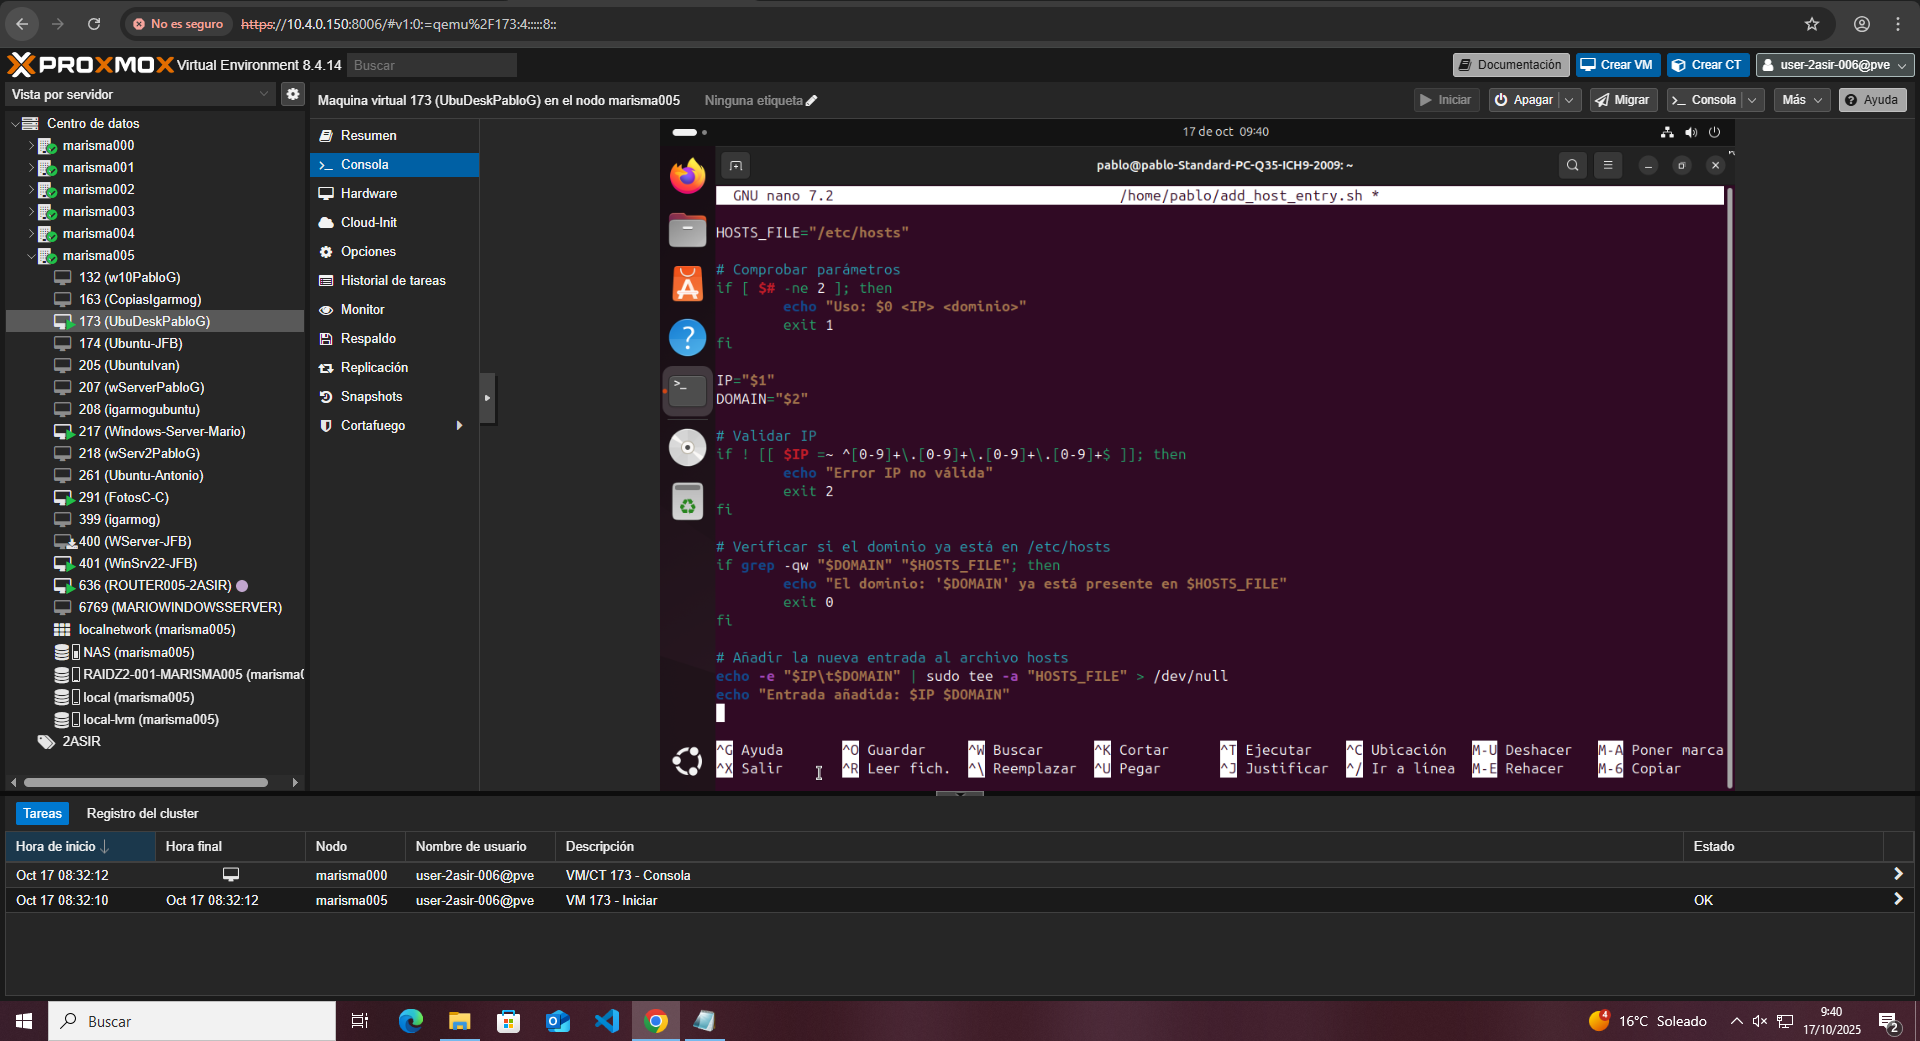 No es seguro
https://10.4.0.150:8006/#v1:0:=qemu%2F173:4:::::8::
PROXMOX Virtual Environment 8.4.14
Buscar
Documentación
Crear VM
Crear CT
user-2asir-006@pve
Vista por servidor
Maquina virtual 173 (UbuDeskPabloG) en el nodo marisma005
Ninguna etiqueta
Iniciar
Apagar
Migrar
Consola
Más
Ayuda
Centro de datos
marisma000
marisma001
marisma002
marisma003
marisma004
marisma005
132 (w10PabloG)
163 (CopiasIgarmog)
173 (UbuDeskPabloG)
174 (Ubuntu-JFB)
205 (UbuntuIvan)
207 (wServerPabloG)
208 (igarmogubuntu)
217 (Windows-Server-Mario)
218 (wServ2PabloG)
261 (Ubuntu-Antonio)
291 (FotosC-C)
399 (igarmog)
400 (WServer-JFB)
401 (WinSrv22-JFB)
636 (ROUTER005-2ASIR)
6769 (MARIOWINDOWSSERVER)
localnetwork (marisma005)
NAS (marisma005)
RAIDZ2-001-MARISMA005 (marisma0
local (marisma005)
local-lvm (marisma005)
2ASIR
Resumen
Consola
Hardware
Cloud-Init
Opciones
Historial de tareas
Monitor
Respaldo
Replicación
Snapshots
Cortafuego
17 de oct 09:40
pablo@pablo-Standard-PC-Q35-ICH9-2009: ~
GNU nano 7.2 /home/pablo/add_host_entry.sh *
HOSTS_FILE="/etc/hosts"
# Comprobar parámetros
if [ $# -ne 2 ]; then
echo "Uso: $0 <IP> <dominio>"
exit 1
fi
IP="$1"
DOMAIN="$2"
# Validar IP
if ! [[ $IP =~ ^[0-9]+\.[0-9]+\.[0-9]+\.[0-9]+$ ]]; then
echo "Error IP no válida"
exit 2
fi
# Verificar si el dominio ya está en /etc/hosts
if grep -qw "$DOMAIN" "$HOSTS_FILE"; then
echo "El dominio: '$DOMAIN' ya está presente en $HOSTS_FILE"
exit 0
fi
# Añadir la nueva entrada al archivo hosts
echo -e "$IP\t$DOMAIN" | sudo tee -a "HOSTS_FILE" > /dev/null
echo "Entrada añadida: $IP $DOMAIN"
^G Ayuda ^O Guardar ^W Buscar ^K Cortar ^T Ejecutar ^C Ubicación M-U Deshacer M-A Poner marca
^X Salir ^R Leer fich. ^\ Reemplazar ^U Pegar ^J Justificar ^/ Ir a línea M-E Rehacer M-6 Copiar
Tareas
Registro del cluster
Hora de inicio Hora final Nodo Nombre de usuario Descripción Estado
Oct 17 08:32:12 marisma000 user-2asir-006@pve VM/CT 173 - Consola
Oct 17 08:32:10 Oct 17 08:32:12 marisma005 user-2asir-006@pve VM 173 - Iniciar OK
Buscar
4
16°C Soleado
9:40
17/10/2025
2